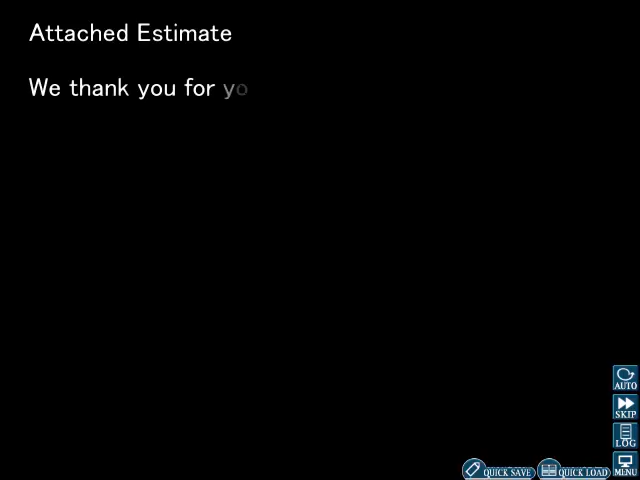 Attached Estimate
We thank you for yo
AUTO
SKIP
LOG
QUICK SAVE
QUICK LOAD
MENU